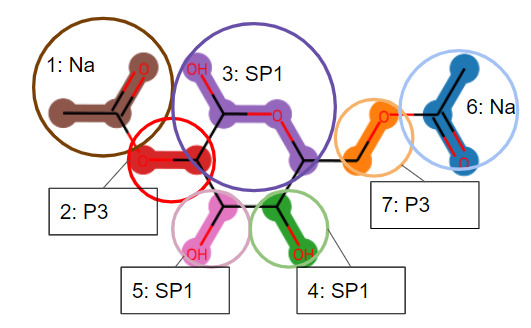 1: Na
O
OH
3: SP1
O
O
6: Na
O
O
2: P3
7: P3
OH
OH
5: SP1
4: SP1